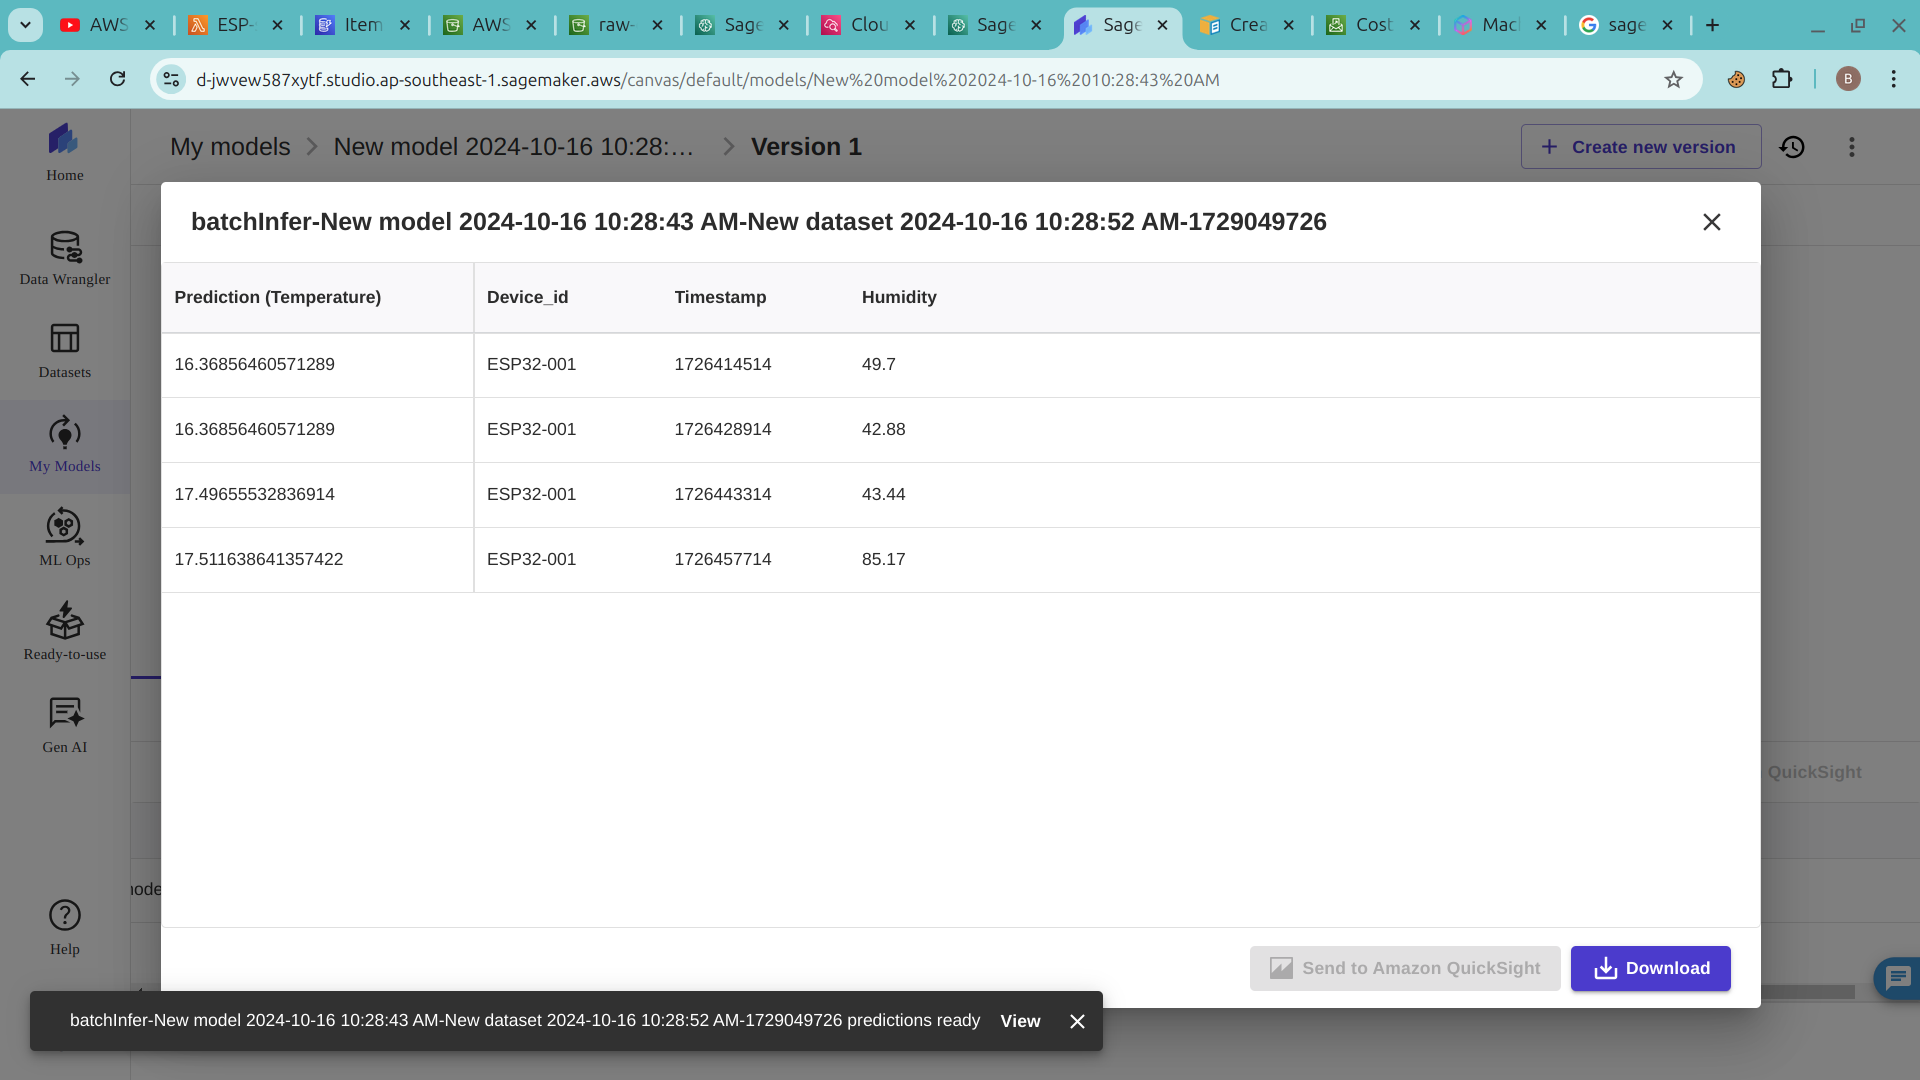 AWS
ESP-
Item
AWS
raw-
Sage
Clou
Sage
Sage
Crea
Cost
Mac
sage
d-jwvew587xytf.studio.ap-southeast-1.sagemaker.aws/canvas/default/models/New%20model%202024-10-16%2010:28:43%20AM
B
Home
Data Wrangler
Datasets
My Models
ML Ops
Ready-to-use
Gen AI
Help
My models
New model 2024-10-16 10:28:…
Version 1
Create new version
batchInfer-New model 2024-10-16 10:28:43 AM-New dataset 2024-10-16 10:28:52 AM-1729049726
Prediction (Temperature) Device_id Timestamp Humidity
16.36856460571289 ESP32-001 1726414514 49.7
16.36856460571289 ESP32-001 1726428914 42.88
17.49655532836914 ESP32-001 1726443314 43.44
17.511638641357422 ESP32-001 1726457714 85.17
QuickSight
Send to Amazon QuickSight
Download
batchInfer-New model 2024-10-16 10:28:43 AM-New dataset 2024-10-16 10:28:52 AM-1729049726 predictions ready View